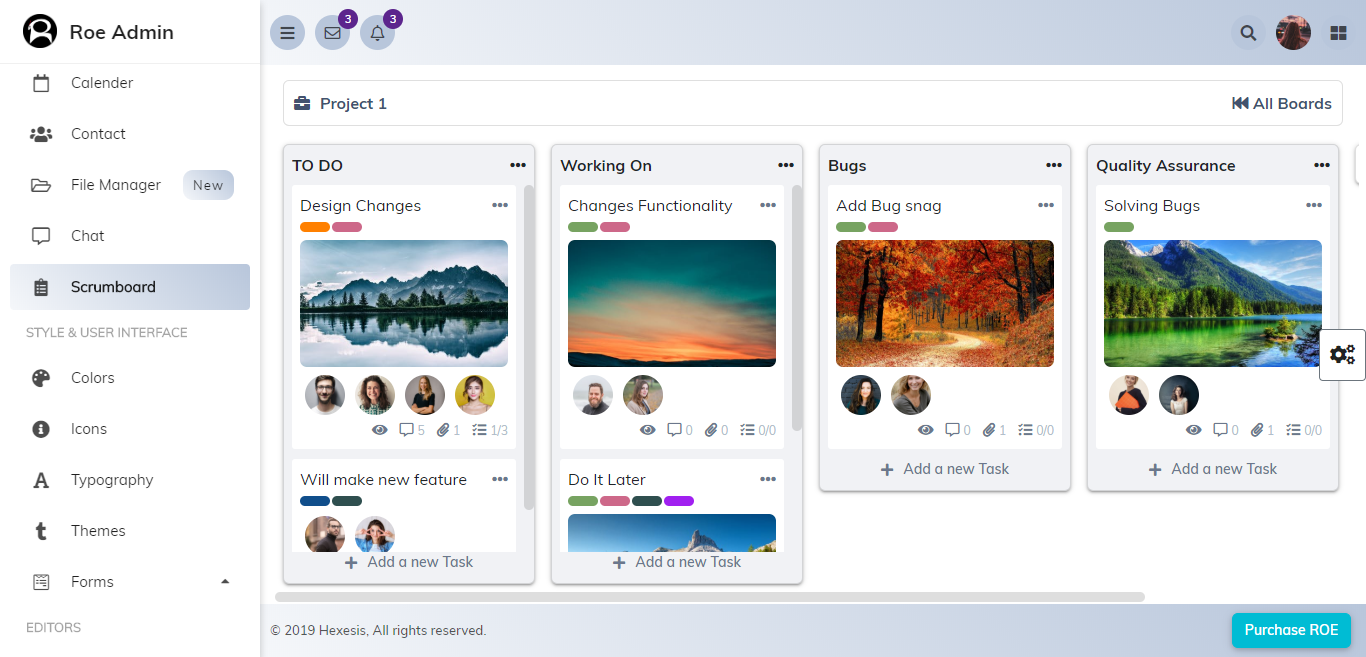 Roe Admin
3
3
Calender
Contact
File Manager
New
Chat
Scrumboard
STYLE & USER INTERFACE
Colors
Icons
Typography
Themes
Forms
EDITORS
Project 1
All Boards
TO DO
Design Changes
5
1
1/3
Will make new feature
Add a new Task
Working On
Changes Functionality
0
0
0/0
Do It Later
Add a new Task
Bugs
Add Bug snag
0
1
0/0
Add a new Task
Quality Assurance
Solving Bugs
0
1
0/0
Add a new Task
© 2019 Hexesis, All rights reserved.
Purchase ROE